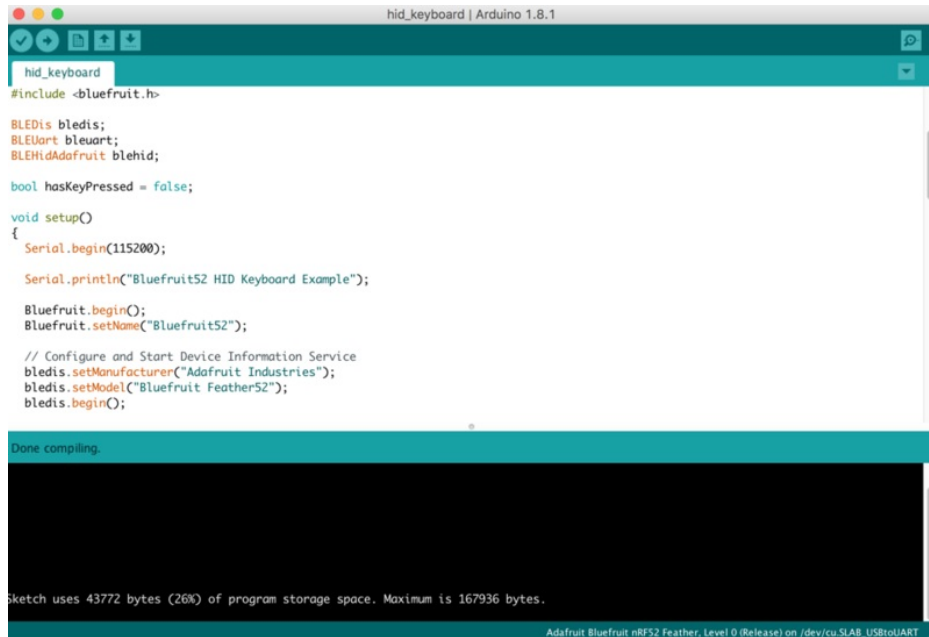 hid_keyboard | Arduino 1.8.1
hid_keyboard
#include <bluefruit.h>
BLEDis bledis;
BLEUart bleuart;
BLEHidAdafruit blehid;
bool hasKeyPressed = false;
void setup()
{
Serial.begin(115200);
Serial.println("Bluefruit52 HID Keyboard Example");
Bluefruit.begin();
Bluefruit.setName("Bluefruit52");
// Configure and Start Device Information Service
bledis.setManufacturer("Adafruit Industries");
bledis.setModel("Bluefruit Feather52");
bledis.begin();
Done compiling.
Sketch uses 43772 bytes (26%) of program storage space. Maximum is 167936 bytes.
Adafruit Bluefruit nRF52 Feather, Level 0 (Release) on /dev/cu.SLAB_USBtoUART